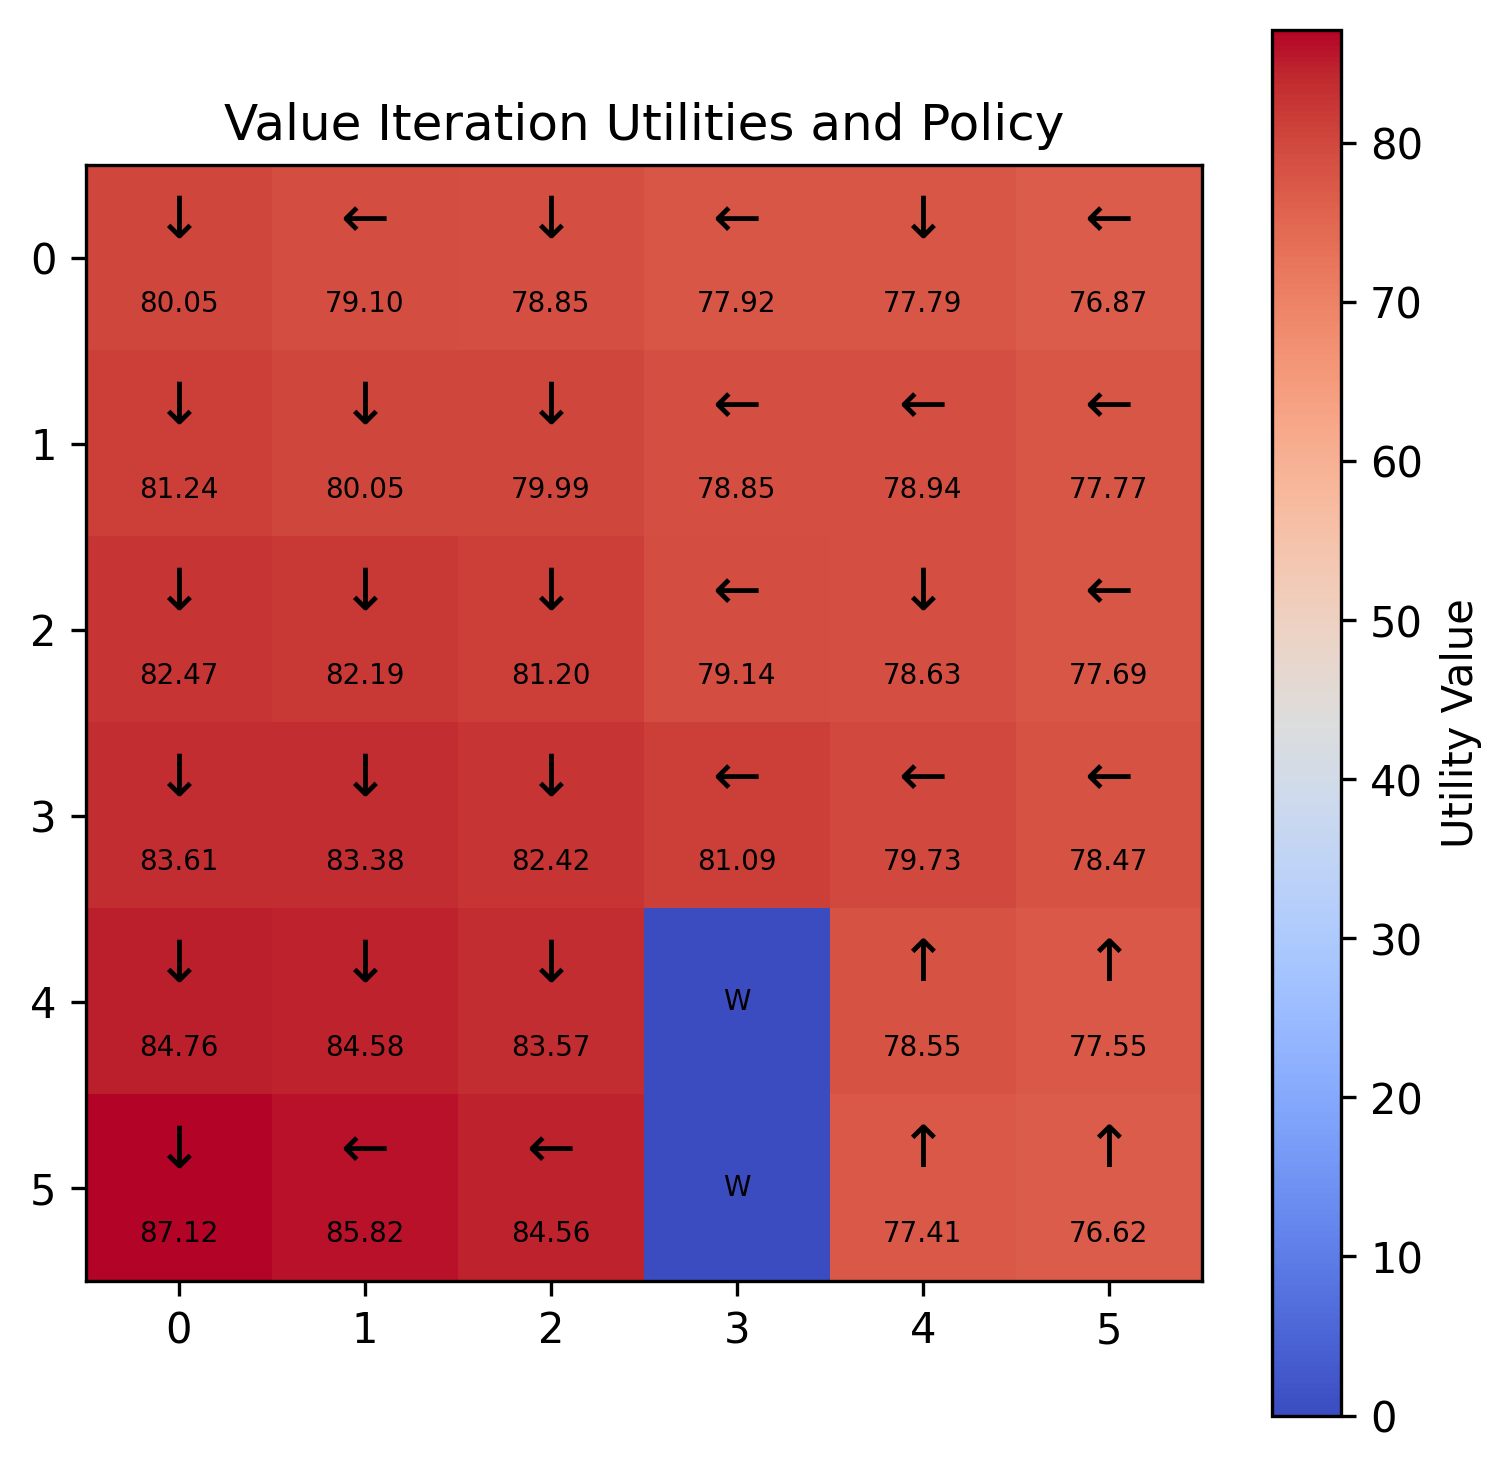 Value Iteration Utilities and Policy
↓ ← ↓ ← ↓ ←
0
80.05 79.10 78.85 77.92 77.79 76.87
↓ ↓ ↓ ← ← ←
1
81.24 80.05 79.99 78.85 78.94 77.77
↓ ↓ ↓ ← ↓ ←
2
82.47 82.19 81.20 79.14 78.63 77.69
↓ ↓ ↓ ← ← ←
3
83.61 83.38 82.42 81.09 79.73 78.47
↓ ↓ ↓ ↑ ↑
4 W
84.76 84.58 83.57 78.55 77.55
↓ ← ← ↑ ↑
5 W
87.12 85.82 84.56 77.41 76.62
0 1 2 3 4 5
80
70
60
50
40
30
20
10
0
Utility Value